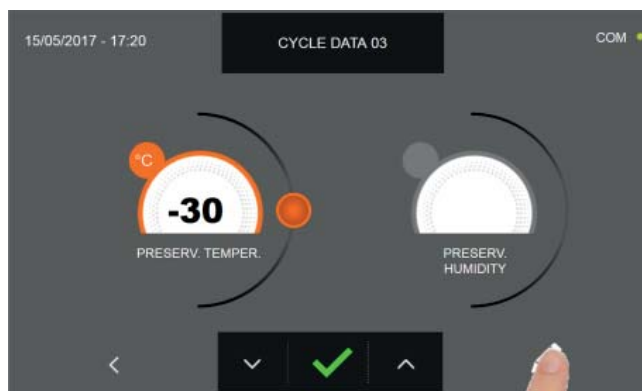 15/05/2017 - 17:20
CYCLE DATA 03
COM
°C
-30
PRESERV. TEMPER.
PRESERV.
HUMIDITY